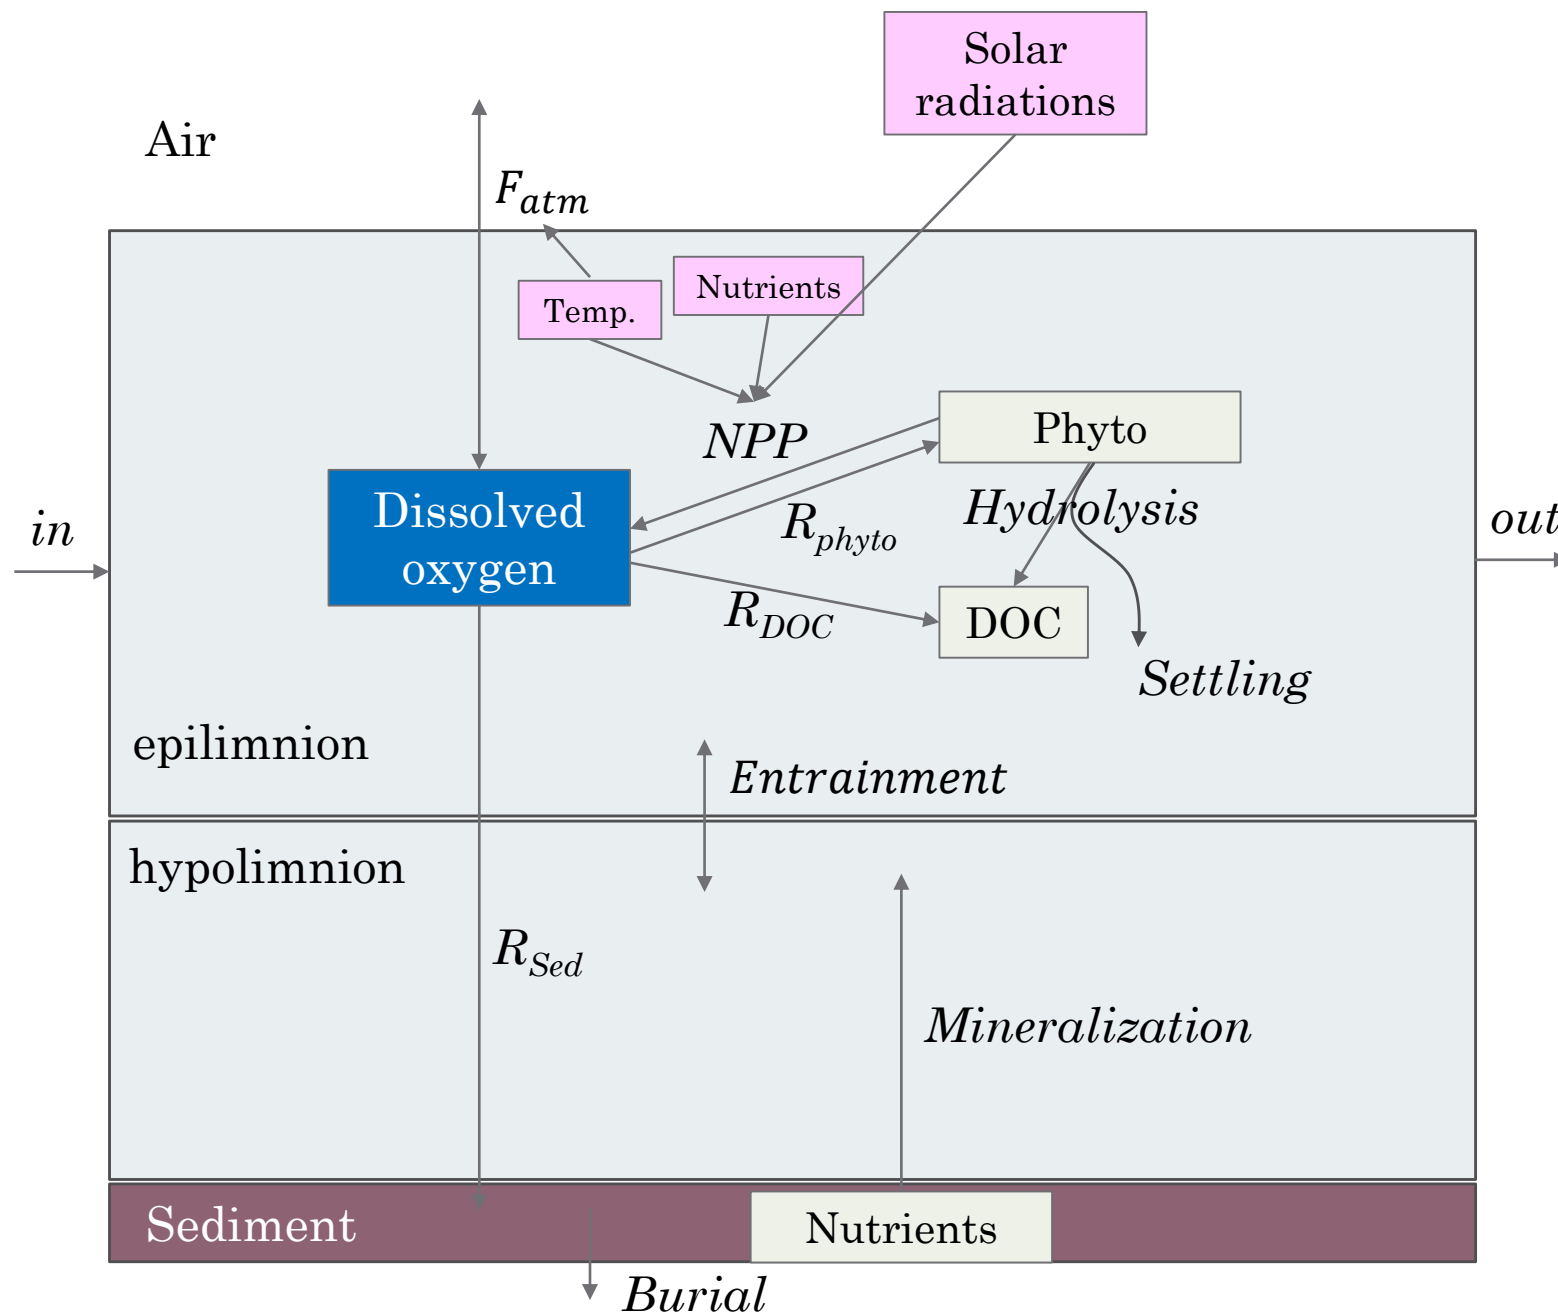 Solar
radiations
Air
F_atm
Nutrients
Temp.
NPP
Phyto
Dissolved
oxygen
Hydrolysis
R_phyto
in
out
R_DOC
DOC
Settling
epilimnion
Entrainment
hypolimnion
R_Sed
Mineralization
Sediment
Nutrients
Burial